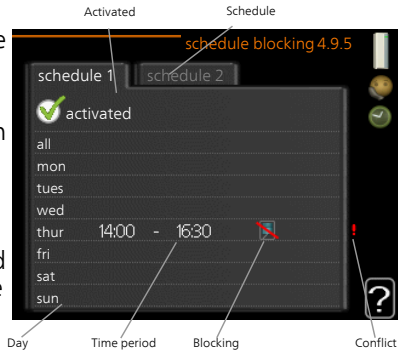 Activated Schedule
schedule blocking 4.9.5
schedule 1 schedule 2
activated
all
mon
tues
wed
thur 14:00 - 16:30 !
fri
sat
sun
?
Day Time period Blocking Conflict